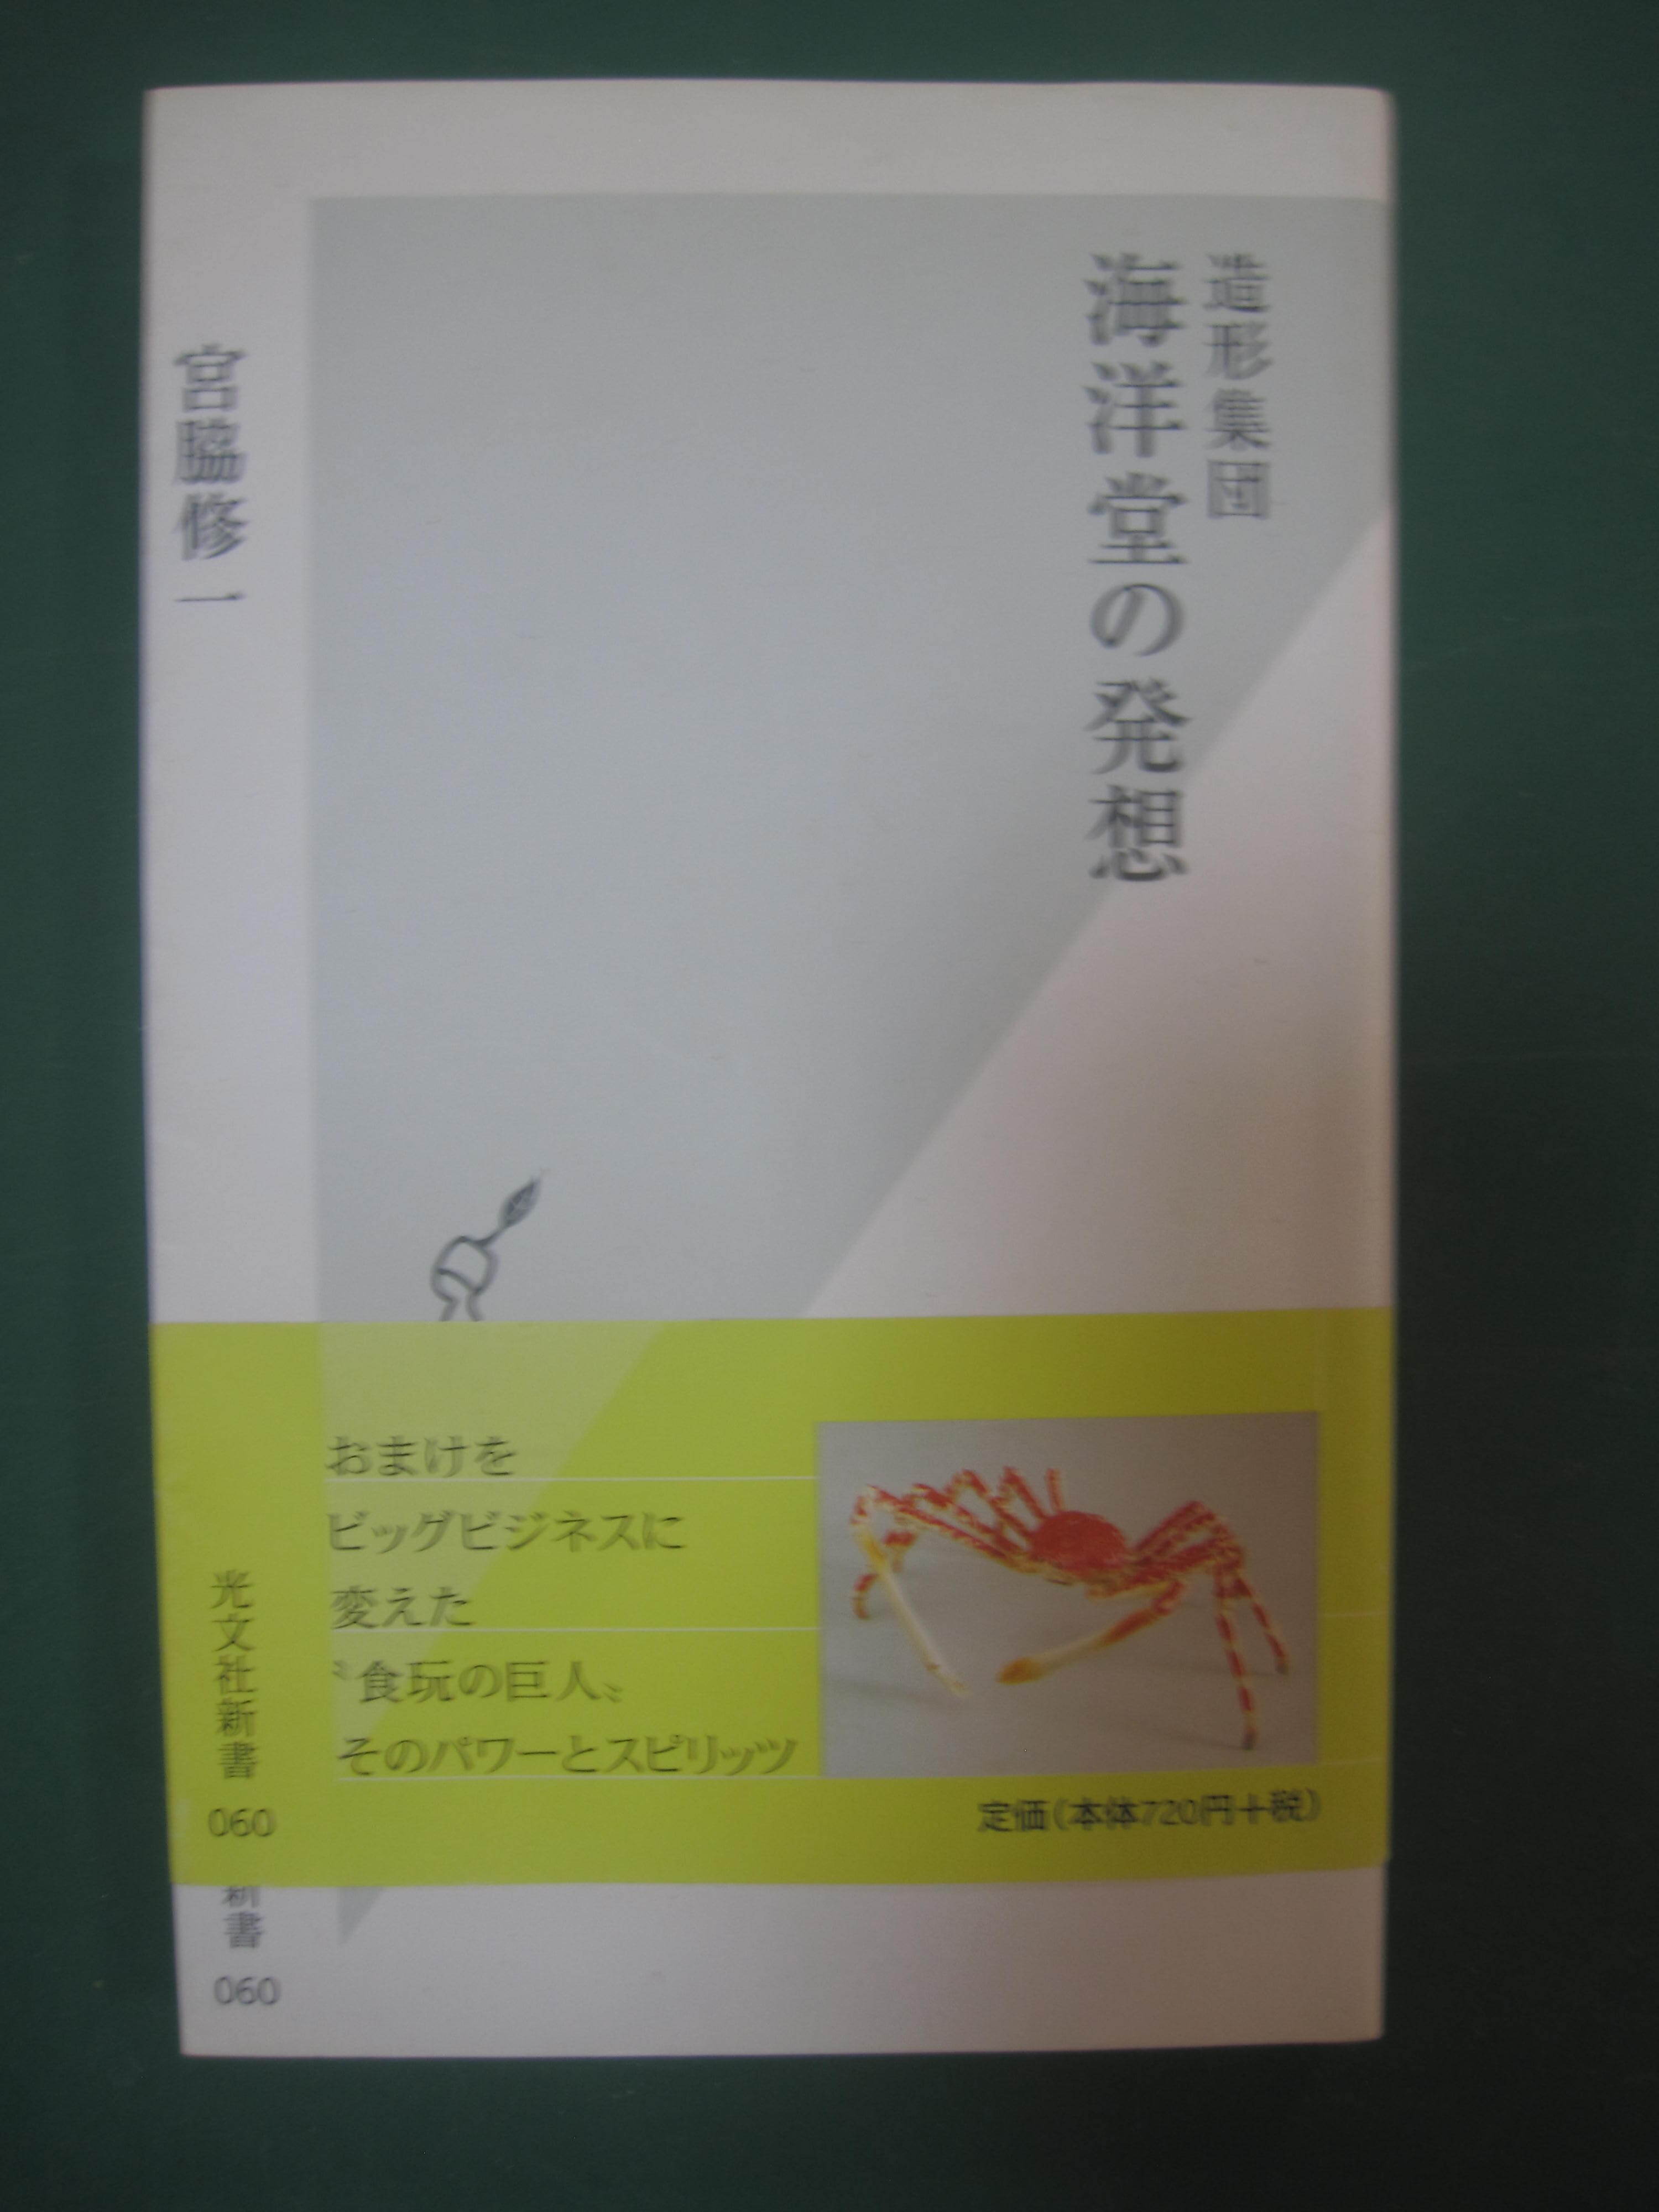 造形集団
海洋堂の発想
宮脇修一
おまけを
ビッグビジネスに
変えた
〝食玩の巨人〟
そのパワーとスピリッツ
定価(本体720円+税)
光文社新書
060
新書
060